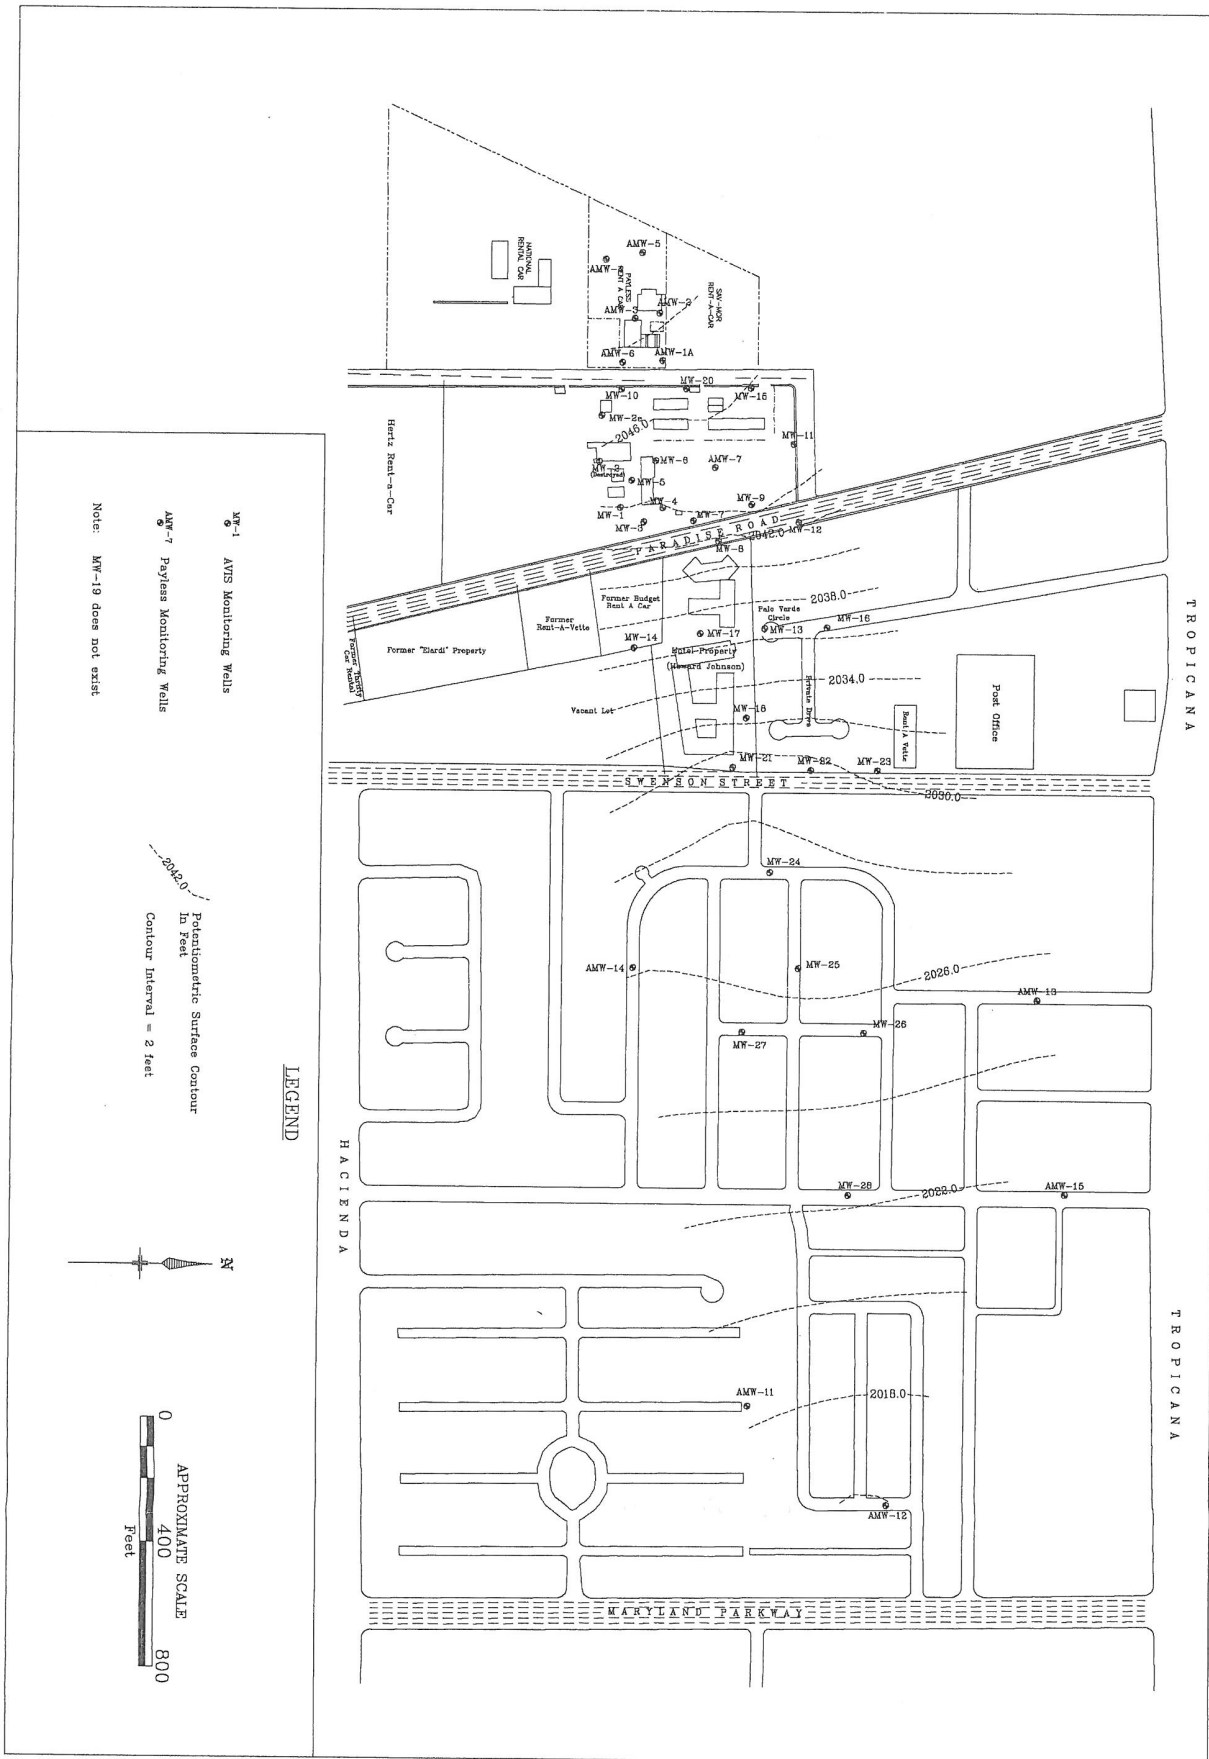 TROPICANA
TROPICANA
HACIENDA
PARADISE ROAD
SWENSON STREET
MARYLAND PARKWAY
NATIONAL
RENTAL CAR
PAYLESS
RENT A CAR
SAV-MOR
RENT-A-CAR
AMW-5
AMW-2
AMW-3
AMW-6
AMW-1A
MW-10
MW-20
MW-15
MW-11
2046.0
MW-2
(Destroyed)
MW-6
AMW-7
MW-5
MW-1
MW-4
MW-9
MW-3
MW-7
MW-12
2042.0
MW-8
Hertz Rent-a-Car
Former Budget
Rent A Car
Former
Rent-A-Vette
Former "Elardi" Property
Former Thrifty
Car Rental
2038.0
Palo Verde
Circle
MW-13
MW-16
MW-17
MW-14
Motel Property
(Howard Johnson)
Private Drive
2034.0
Vacant Lot
MW-18
Rent A Vette
Post Office
MW-21
MW-22
MW-23
2030.0
MW-24
AMW-14
MW-25
2026.0
AMW-13
MW-26
MW-27
MW-28
2022.0
AMW-15
AMW-11
2018.0
AMW-12
LEGEND
MW-1 AVIS Monitoring Wells
AMW-7 Payless Monitoring Wells
Note: MW-19 does not exist
2042.0
Potentiometric Surface Contour
In Feet
Contour Interval = 2 feet
N
APPROXIMATE SCALE
0 400 800
Feet